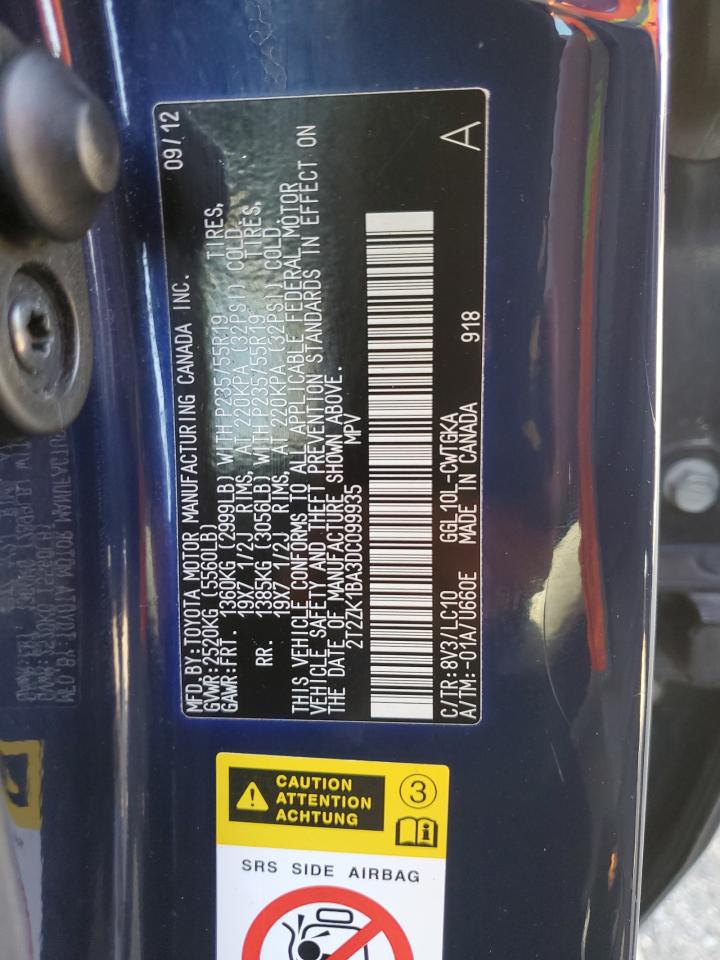 MFD.BY:TOYOTA MOTOR MANUFACTURING CANADA INC. 09/12
GVWR:2520KG (5560LB)
GAWR:FRT. 1360KG (2999LB) WITH P235/55R19 TIRES,
19X7 1/2J RIMS, AT 220KPA (32PSI) COLD.
RR. 1385KG (3056LB) WITH P235/55R19 TIRES,
19X7 1/2J RIMS, AT 220KPA (32PSI) COLD.
THIS VEHICLE CONFORMS TO ALL APPLICABLE FEDERAL MOTOR
VEHICLE SAFETY AND THEFT PREVENTION STANDARDS IN EFFECT ON
THE DATE OF MANUFACTURE SHOWN ABOVE.
2T2ZK1BA3DC099935 MPV
C/TR:8V3/LC10 GGL10L-CWTGKA 918
A/TM:-01A/U660E MADE IN CANADA
A
CAUTION
ATTENTION
ACHTUNG
3
SRS SIDE AIRBAG